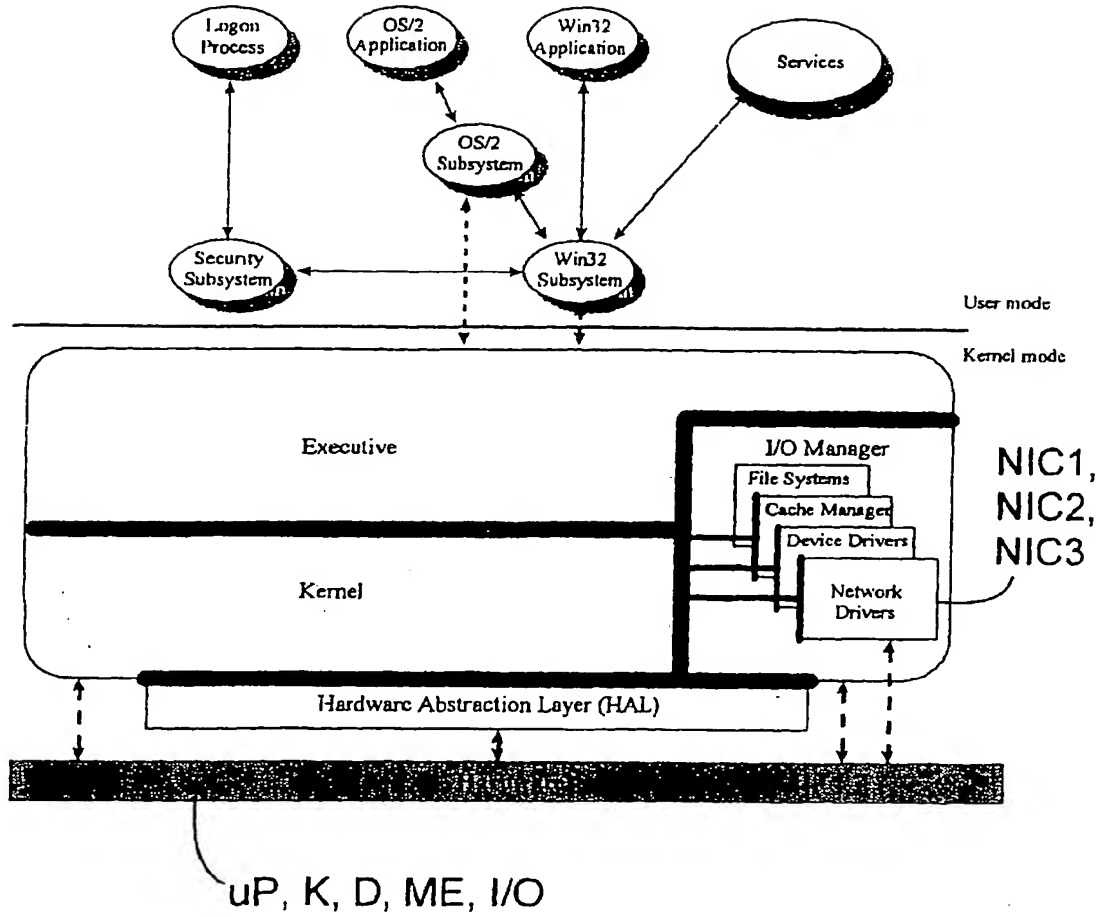 Logon
Process
OS/2
Application
Win32
Application
Services
OS/2
Subsystem
Security
Subsystem
Win32
Subsystem
User mode
Kernel mode
Executive
I/O Manager
File Systems
Cache Manager
Device Drivers
Network
Drivers
NIC1,
NIC2,
NIC3
Kernel
Hardware Abstraction Layer (HAL)
uP, K, D, ME, I/O